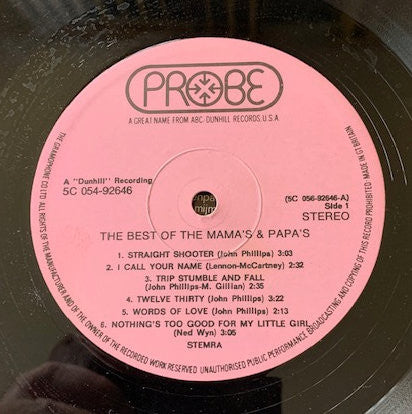 PROBE
A GREAT NAME FROM ABC-DUNHILL RECORDS, U.S.A.
A "Dunhill" Recording
5C 054-92646
(5C 056-92646-A)
Side 1
STEREO
THE BEST OF THE MAMA'S & PAPA'S
1. STRAIGHT SHOOTER (John Phillips) 3:03
2. I CALL YOUR NAME (Lennon-McCartney) 2:32
3. TRIP STUMBLE AND FALL
(John Phillips-M. Gillian) 2:35
4. TWELVE THIRTY (John Phillips) 3:22
5. WORDS OF LOVE (John Phillips) 2:13
6. NOTHING'S TOO GOOD FOR MY LITTLE GIRL
(Ned Wyn) 3:05
STEMRA
THE GRAMOPHONE CO LTD. ALL RIGHTS OF THE MANUFACTURER AND OF THE OWNER OF THE RECORDED WORK RESERVED UNAUTHORISED PUBLIC PERFORMANCE BROADCASTING AND COPYING OF THIS RECORD PROHIBITED MADE IN GT BRITAIN